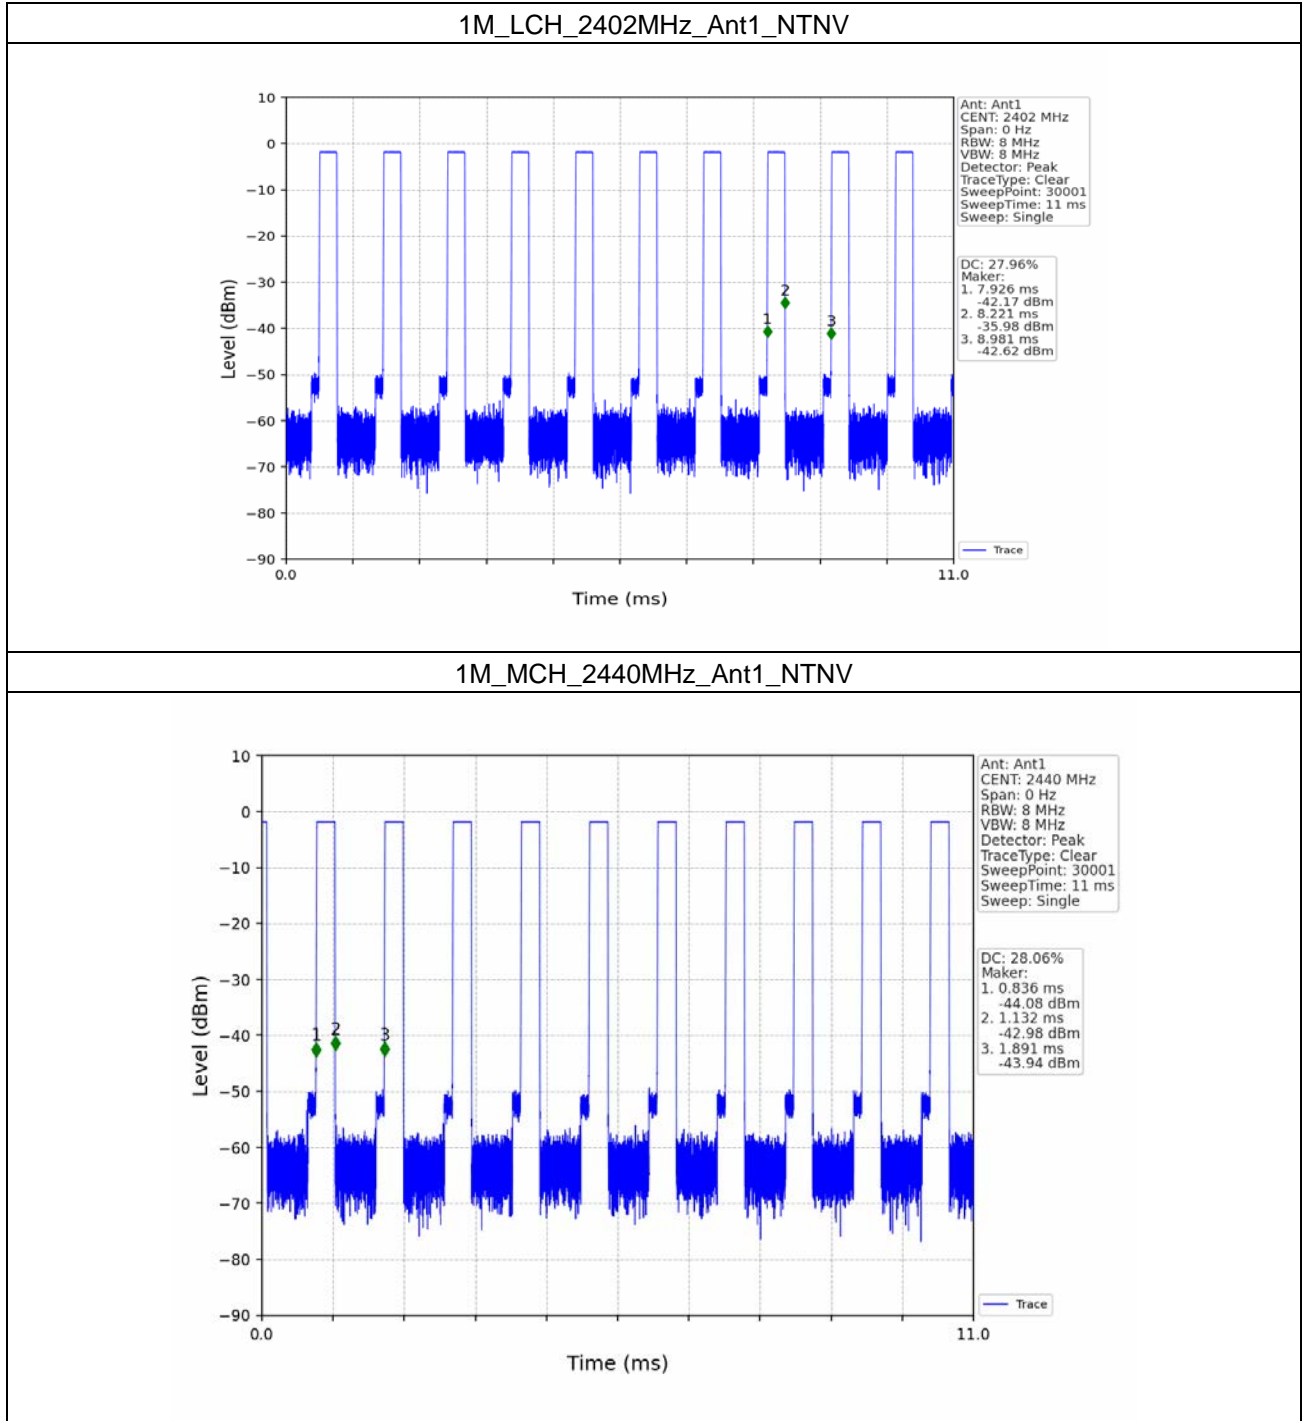 1M_LCH_2402MHz_Ant1_NTNV
10
0
−10
−20
−30
−40
−50
−60
−70
−80
−90
Level (dBm)
0.0
11.0
Time (ms)
1
2
3
Ant: Ant1
CENT: 2402 MHz
Span: 0 Hz
RBW: 8 MHz
VBW: 8 MHz
Detector: Peak
TraceType: Clear
SweepPoint: 30001
SweepTime: 11 ms
Sweep: Single
DC: 27.96%
Maker:
1. 7.926 ms
-42.17 dBm
2. 8.221 ms
-35.98 dBm
3. 8.981 ms
-42.62 dBm
Trace
1M_MCH_2440MHz_Ant1_NTNV
10
0
−10
−20
−30
−40
−50
−60
−70
−80
−90
Level (dBm)
0.0
11.0
Time (ms)
1
2
3
Ant: Ant1
CENT: 2440 MHz
Span: 0 Hz
RBW: 8 MHz
VBW: 8 MHz
Detector: Peak
TraceType: Clear
SweepPoint: 30001
SweepTime: 11 ms
Sweep: Single
DC: 28.06%
Maker:
1. 0.836 ms
-44.08 dBm
2. 1.132 ms
-42.98 dBm
3. 1.891 ms
-43.94 dBm
Trace